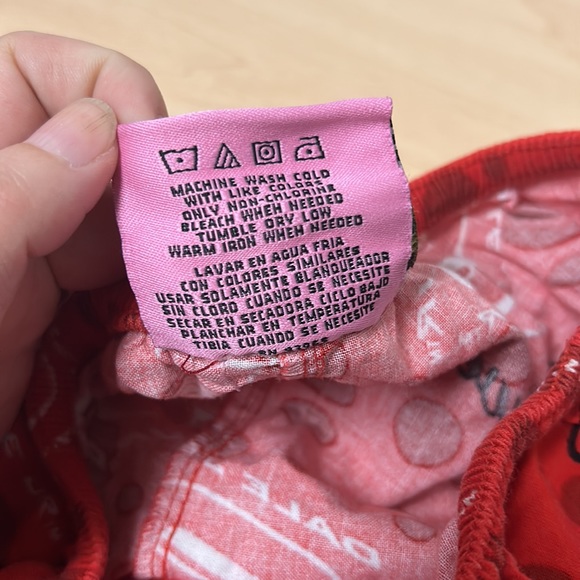 MACHINE WASH COLD
WITH LIKE COLORS
ONLY NON-CHLORINE
BLEACH WHEN NEEDED
TUMBLE DRY LOW
WARM IRON WHEN NEEDED
LAVAR EN AGUA FRIA
CON COLORES SIMILARES
USAR SOLAMENTE BLANQUEADOR
SIN CLORO CUANDO SE NECESITE
SECAR EN SECADORA CICLO BAJO
PLANCHAR EN TEMPERATURA
TIBIA CUANDO SE NECESITE
DALE